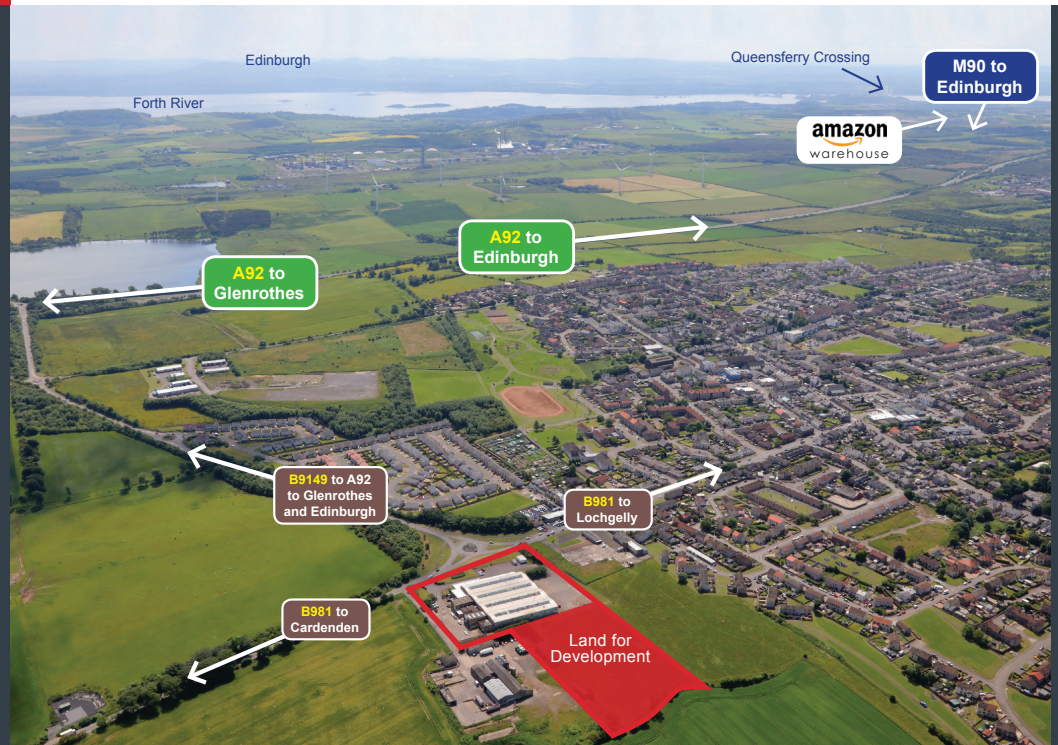 Edinburgh
Queensferry Crossing
M90 to
Edinburgh
Forth River
amazon
warehouse
A92 to
Edinburgh
A92 to
Glenrothes
B9149 to A92
to Glenrothes
and Edinburgh
B981 to
Lochgelly
B981 to
Cardenden
Land for
Development